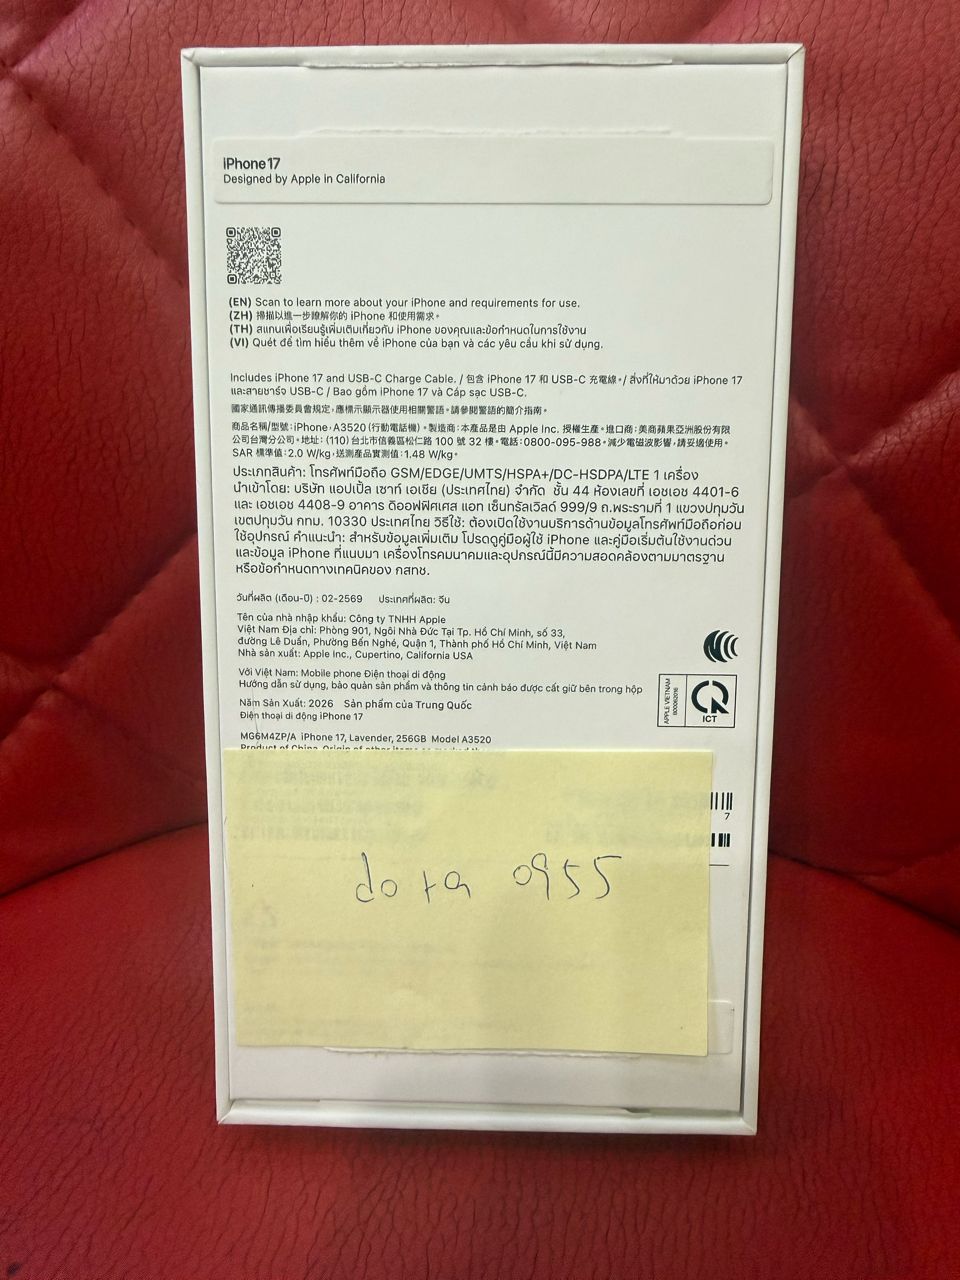 iPhone 17
Designed by Apple in California
(EN) Scan to learn more about your iPhone and requirements for use.
(ZH) 掃描以進一步瞭解你的 iPhone 和使用需求。
(TH) สแกนเพื่อเรียนรู้เพิ่มเติมเกี่ยวกับ iPhone ของคุณและข้อกำหนดในการใช้งาน
(VI) Quét để tìm hiểu thêm về iPhone của bạn và các yêu cầu khi sử dụng.
Includes iPhone 17 and USB-C Charge Cable. / 包含 iPhone 17 和 USB-C 充電線。/ สิ่งที่ให้มาด้วย iPhone 17
และสายชาร์จ USB-C / Bao gồm iPhone 17 và Cáp sạc USB-C.
國家通訊傳播委員會規定，應標示顯示器使用相關警語。請參閱警語的簡介指南。
商品名稱/型號：iPhone，A3520 (行動電話機)。製造商：本產品是由 Apple Inc. 授權生產。進口商：美商蘋果亞洲股份有限
公司台灣分公司。地址：(110) 台北市信義區松仁路 100 號 32 樓。電話：0800-095-988。減少電磁波影響，請妥適使用。
SAR 標準值：2.0 W/kg，送測產品實測值：1.48 W/kg。
ประเภทสินค้า: โทรศัพท์มือถือ GSM/EDGE/UMTS/HSPA+/DC-HSDPA/LTE 1 เครื่อง
นำเข้าโดย: บริษัท แอปเปิ้ล เซาท์ เอเชีย (ประเทศไทย) จำกัด ชั้น 44 ห้องเลขที่ เอชเอช 4401-6
และ เอชเอช 4408-9 อาคาร ดิออฟฟิศเศส แอท เซ็นทรัลเวิลด์ 999/9 ถ.พระรามที่ 1 แขวงปทุมวัน
เขตปทุมวัน กทม. 10330 ประเทศไทย วิธีใช้: ต้องเปิดใช้งานบริการด้านข้อมูลโทรศัพท์มือถือก่อน
ใช้อุปกรณ์ คำแนะนำ: สำหรับข้อมูลเพิ่มเติม โปรดดูคู่มือผู้ใช้ iPhone และคู่มือเริ่มต้นใช้งานด่วน
และข้อมูล iPhone ที่แนบมา เครื่องโทรคมนาคมและอุปกรณ์นี้มีความสอดคล้องตามมาตรฐาน
หรือข้อกำหนดทางเทคนิคของ กสทช.
วันที่ผลิต (เดือน-ปี) : 02-2569 ประเทศที่ผลิต: จีน
Tên của nhà nhập khẩu: Công ty TNHH Apple
Việt Nam Địa chỉ: Phòng 901, Ngôi Nhà Đức Tại Tp. Hồ Chí Minh, số 33,
đường Lê Duẩn, Phường Bến Nghé, Quận 1, Thành phố Hồ Chí Minh, Việt Nam
Nhà sản xuất: Apple Inc., Cupertino, California USA
Với Việt Nam: Mobile phone Điện thoại di động
Hướng dẫn sử dụng, bảo quản sản phẩm và thông tin cảnh báo được cất giữ bên trong hộp
Năm Sản Xuất: 2026 Sản phẩm của Trung Quốc
Điện thoại di động iPhone 17
APPLE VIETNAM
B00062016
ICT
MG6M4ZP/A iPhone 17, Lavender, 256GB Model A3520
Product of China. Origin of other items as marked
7
dora 0955